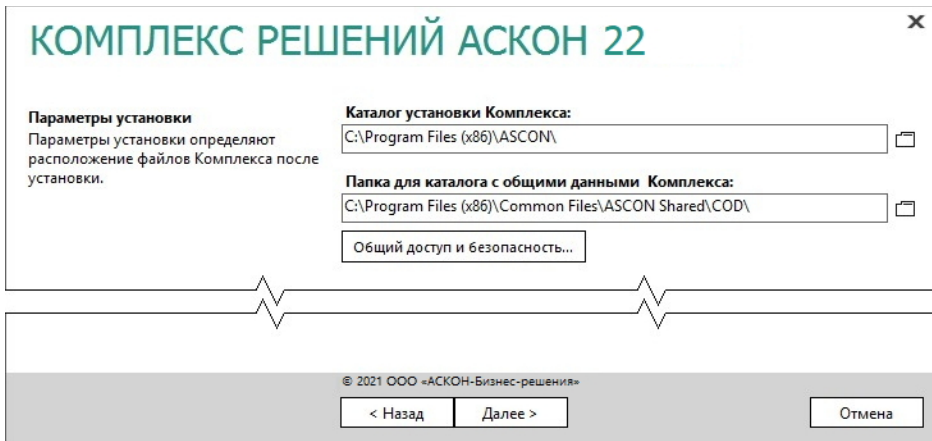 КОМПЛЕКС РЕШЕНИЙ АСКОН 22
x
Параметры установки
Параметры установки определяют
расположение файлов Комплекса после
установки.
Каталог установки Комплекса:
C:\Program Files (x86)\ASCON\
Папка для каталога с общими данными Комплекса:
C:\Program Files (x86)\Common Files\ASCON Shared\COD\
Общий доступ и безопасность...
© 2021 ООО «АСКОН-Бизнес-решения»
< Назад
Далее >
Отмена